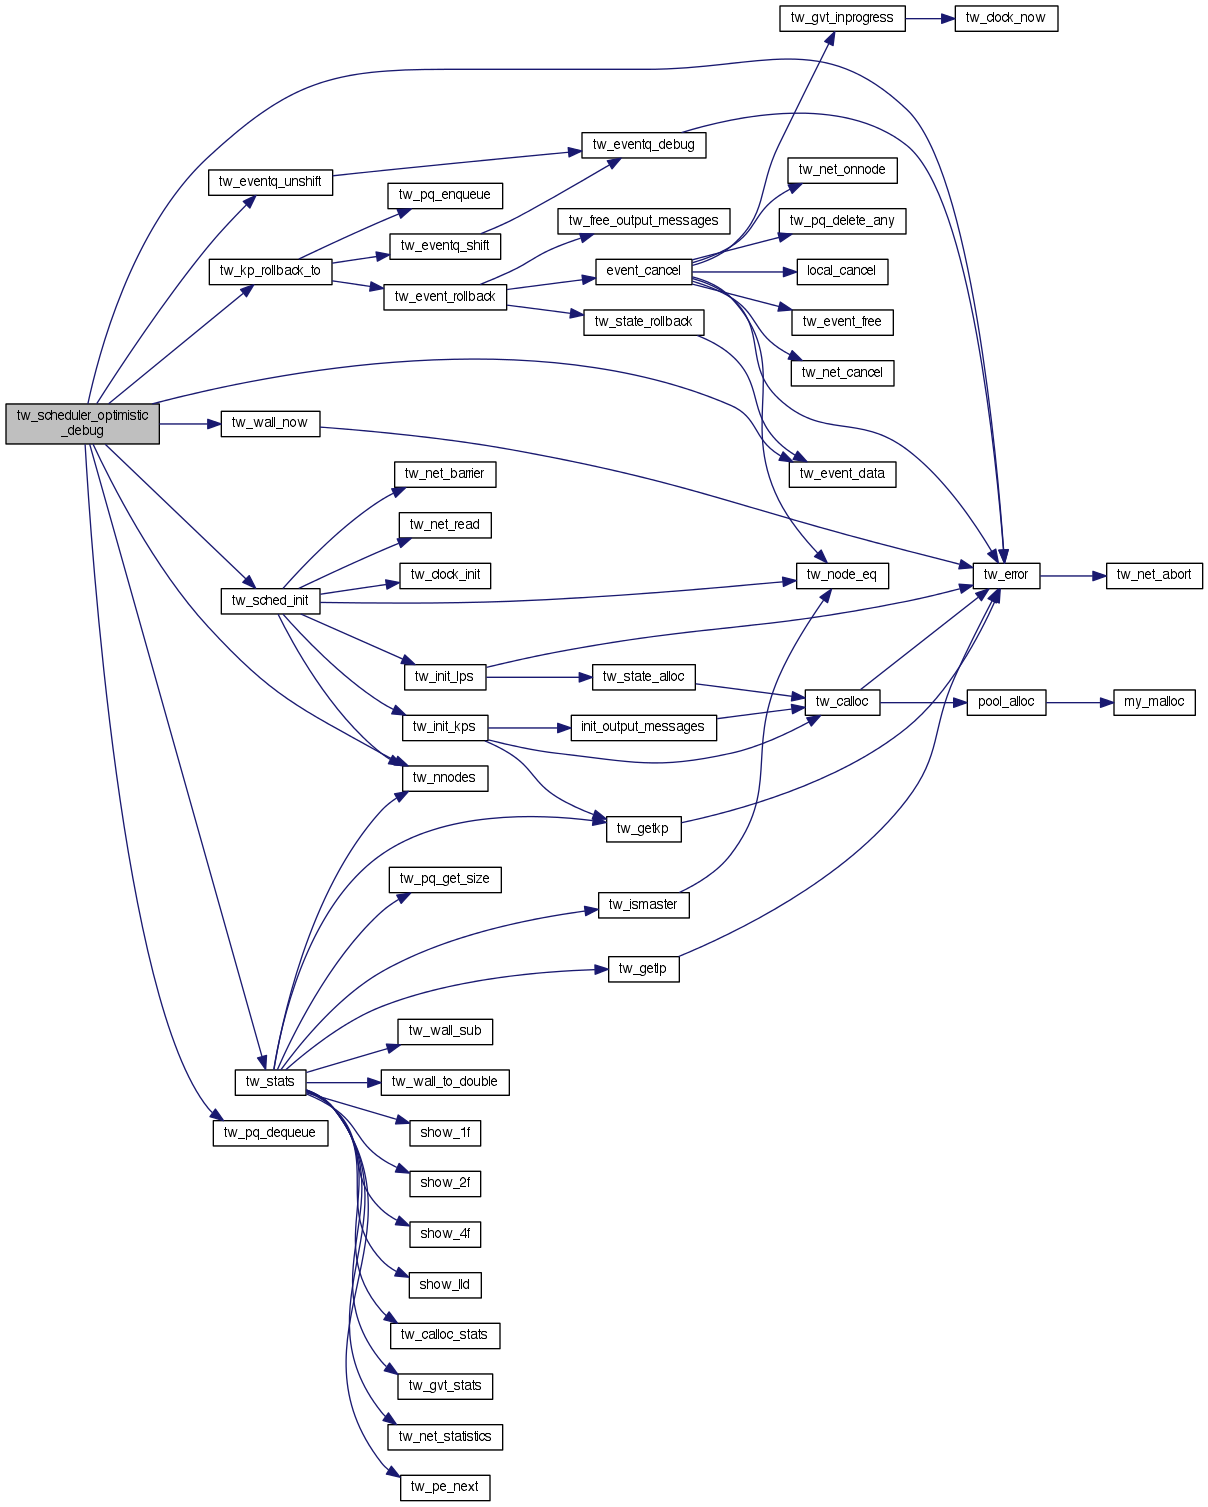 tw_gvt_inprogress
tw_clock_now
tw_eventq_debug
tw_net_onnode
tw_eventq_unshift
tw_pq_enqueue
tw_free_output_messages
tw_pq_delete_any
tw_eventq_shift
tw_kp_rollback_to
event_cancel
local_cancel
tw_event_rollback
tw_state_rollback
tw_event_free
tw_net_cancel
tw_scheduler_optimistic
_debug
tw_wall_now
tw_net_barrier
tw_event_data
tw_net_read
tw_clock_init
tw_node_eq
tw_error
tw_net_abort
tw_sched_init
tw_init_lps
tw_state_alloc
tw_calloc
pool_alloc
my_malloc
tw_init_kps
init_output_messages
tw_nnodes
tw_getkp
tw_pq_get_size
tw_ismaster
tw_getlp
tw_wall_sub
tw_stats
tw_wall_to_double
tw_pq_dequeue
show_1f
show_2f
show_4f
show_lld
tw_calloc_stats
tw_gvt_stats
tw_net_statistics
tw_pe_next